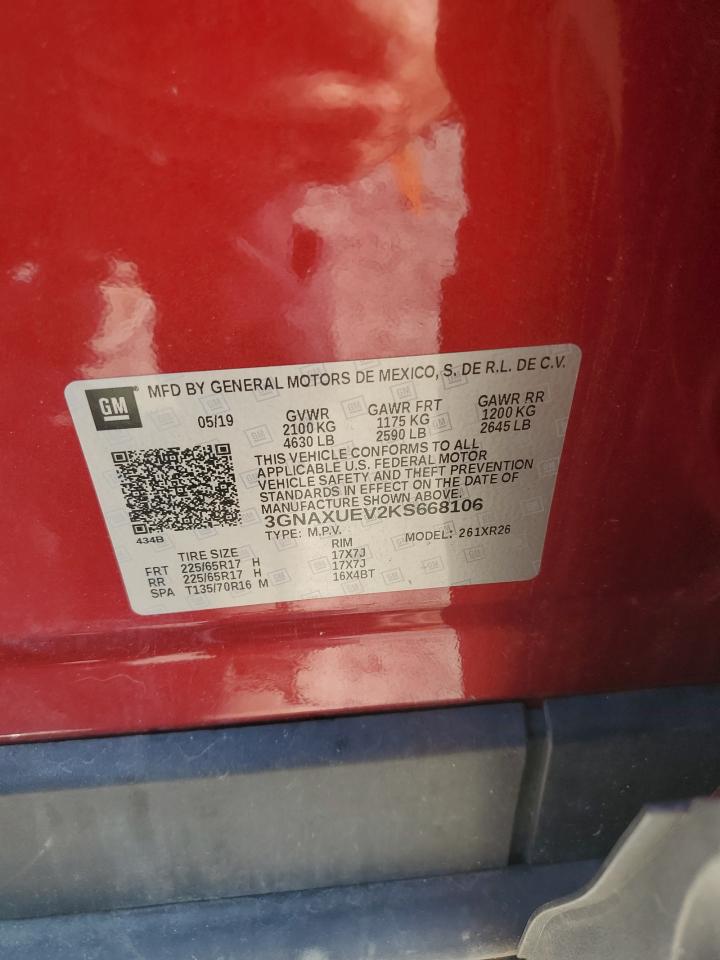 GM
MFD BY GENERAL MOTORS DE MEXICO, S. DE R.L. DE C.V.
05/19
GVWR GAWR FRT GAWR RR
2100 KG 1175 KG 1200 KG
4630 LB 2590 LB 2645 LB
THIS VEHICLE CONFORMS TO ALL
APPLICABLE U.S. FEDERAL MOTOR
VEHICLE SAFETY AND THEFT PREVENTION
STANDARDS IN EFFECT ON THE DATE OF
MANUFACTURE SHOWN ABOVE.
3GNAXUEV2KS668106
TYPE: M.P.V. MODEL: 261XR26
434B
TIRE SIZE RIM
FRT 225/65R17 H 17X7J
RR 225/65R17 H 17X7J
SPA T135/70R16 M 16X4BT